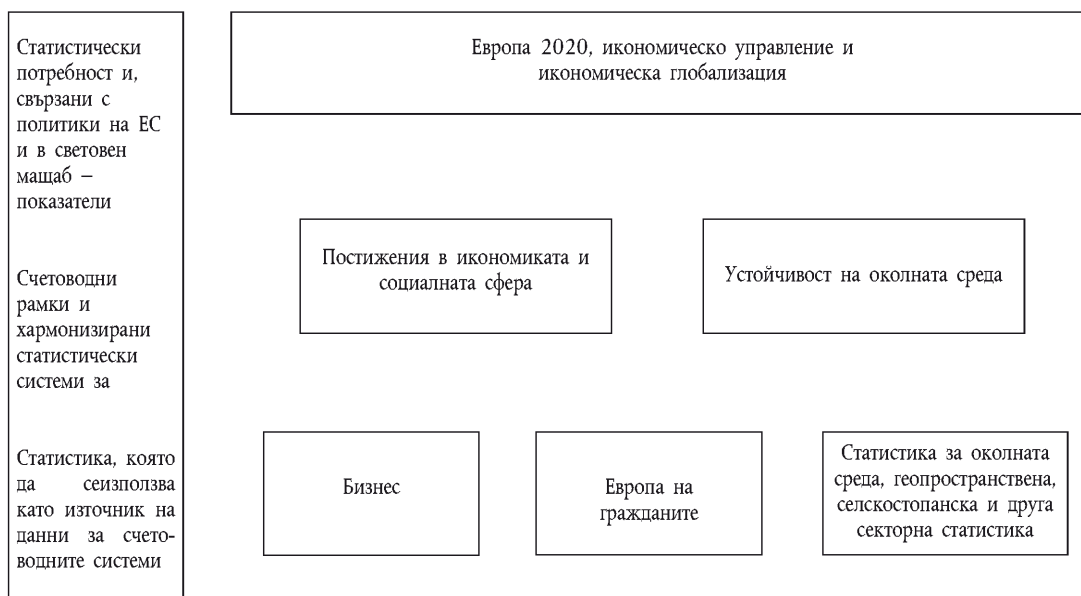 Статистически
потребност и,
свързани с
политики на ЕС
и в световен
мащаб –
показатели
Европа 2020, икономическо управление и
икономическа глобализация
Счетоводни
рамки и
хармонизирани
статистически
системи за
Постижения в икономиката и
социалната сфера
Устойчивост на околната среда
Статистика, която
да сеизползва
като източник на
данни за счето-
водните системи
Бизнес
Европа на
гражданите
Статистика за околната
среда, геопространствена,
селскостопанска и друга
секторна статистика